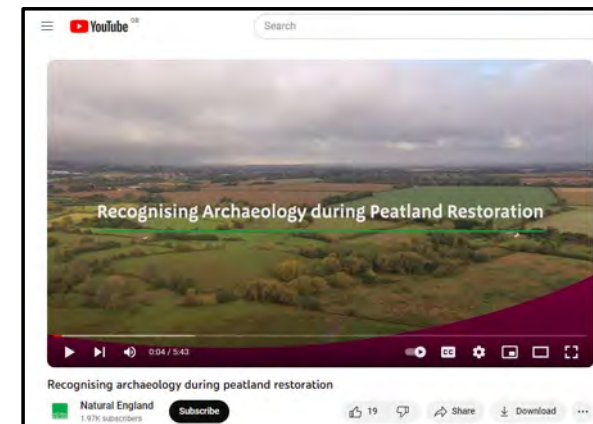 YouTube GB
Search
Recognising Archaeology during Peatland Restoration
0:04 / 5:43
CC
Recognising archaeology during peatland restoration
Natural England
1.97K subscribers
Subscribe
19
Share
Download